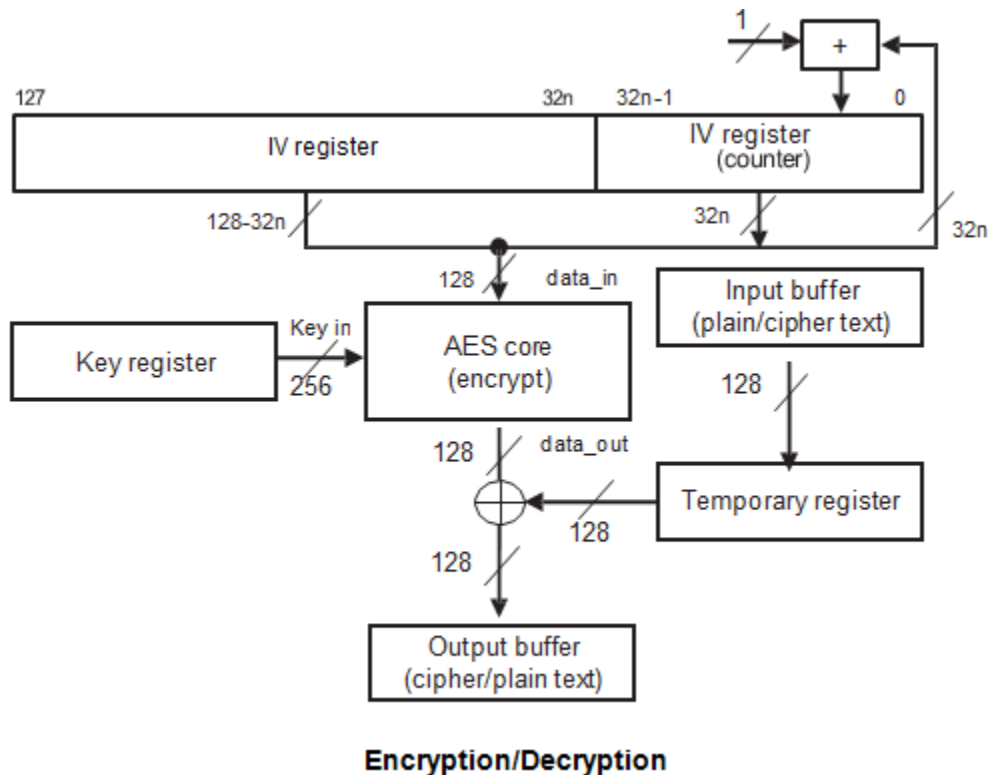 1
+
127
32n
32n-1
0
IV register
IV register
(counter)
128-32n
32n
32n
128
data_in
Input buffer
(plain/cipher text)
Key register
Key in
256
AES core
(encrypt)
128
128
data_out
Temporary register
128
128
Output buffer
(cipher/plain text)
Encryption/Decryption